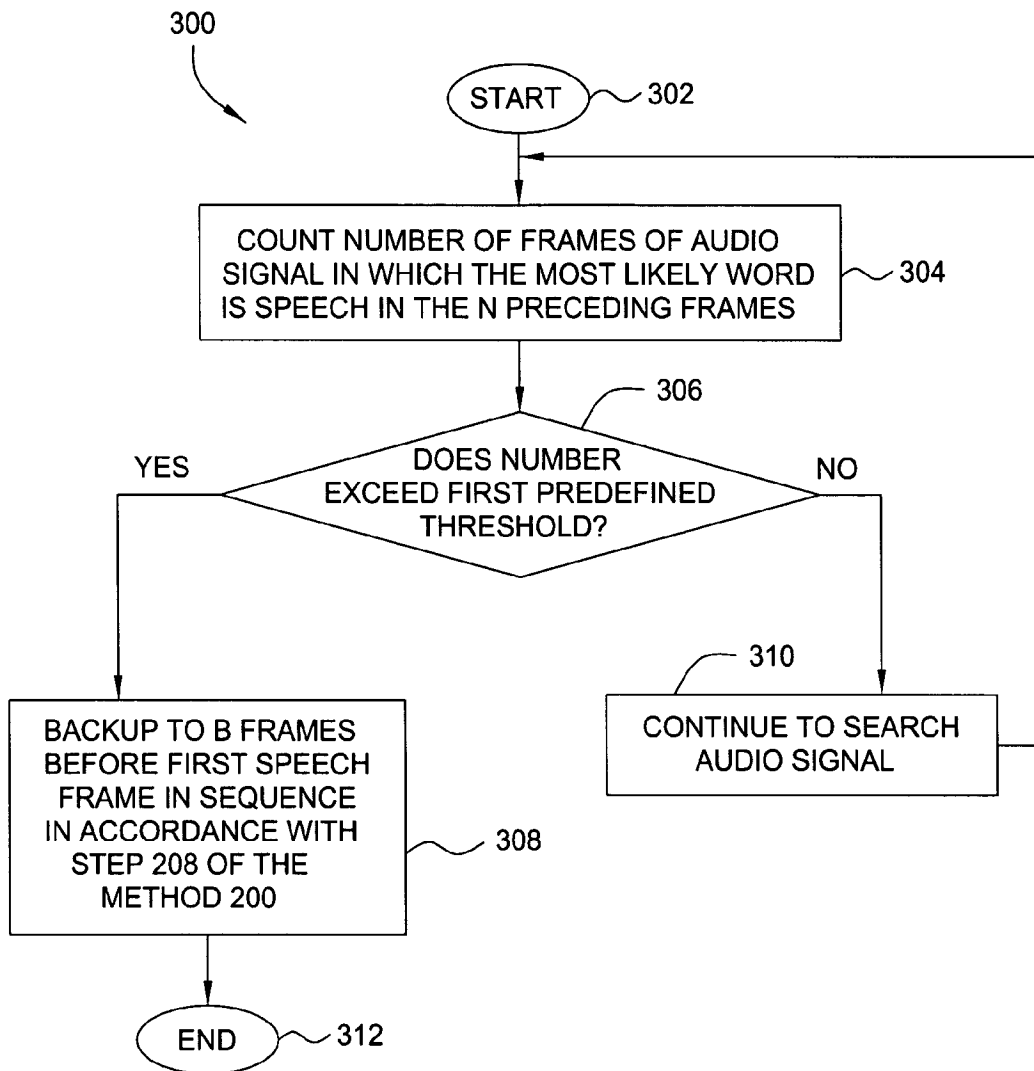 300
START
302
COUNT NUMBER OF FRAMES OF AUDIO
SIGNAL IN WHICH THE MOST LIKELY WORD
IS SPEECH IN THE N PRECEDING FRAMES
304
306
YES
DOES NUMBER
EXCEED FIRST PREDEFINED
THRESHOLD?
NO
310
BACKUP TO B FRAMES
BEFORE FIRST SPEECH
FRAME IN SEQUENCE
IN ACCORDANCE WITH
STEP 208 OF THE
METHOD 200
308
CONTINUE TO SEARCH
AUDIO SIGNAL
END
312